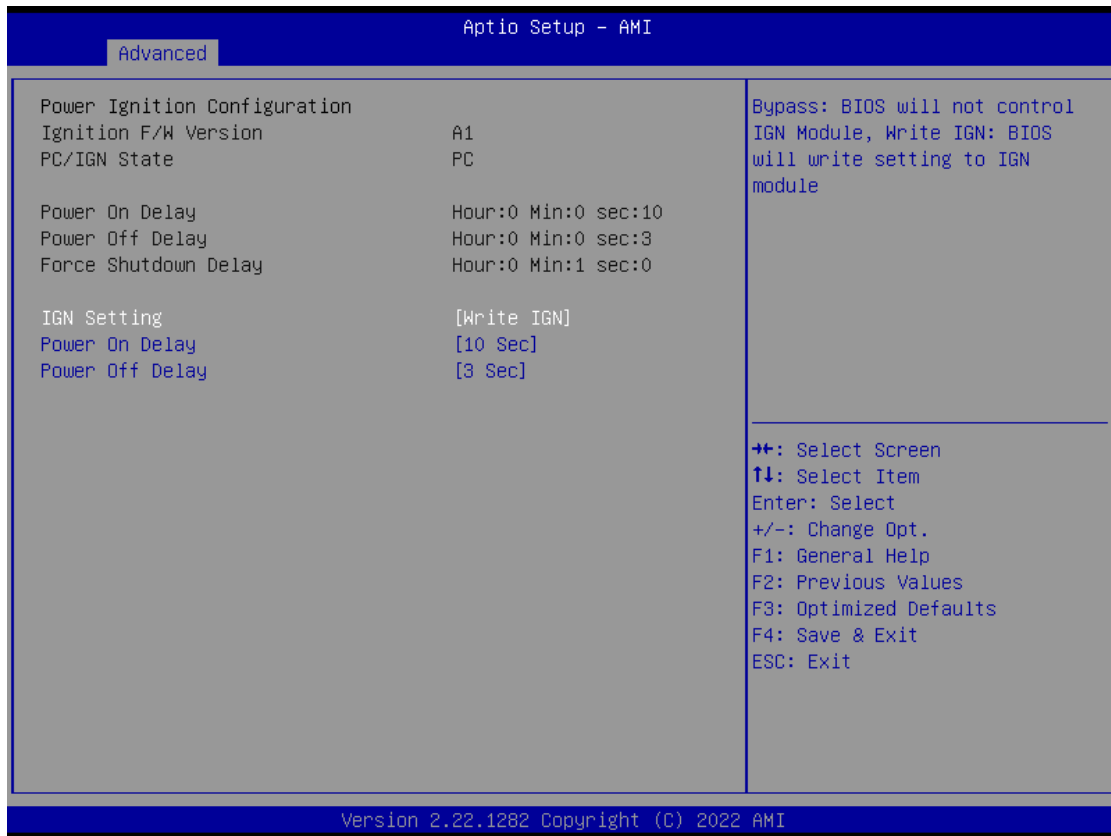 Aptio Setup – AMI
Advanced
Power Ignition Configuration
Ignition F/W Version A1
PC/IGN State PC
Power On Delay Hour:0 Min:0 sec:10
Power Off Delay Hour:0 Min:0 sec:3
Force Shutdown Delay Hour:0 Min:1 sec:0
IGN Setting [Write IGN]
Power On Delay [10 Sec]
Power Off Delay [3 Sec]
Bypass: BIOS will not control
IGN Module, Write IGN: BIOS
will write setting to IGN
module
→←: Select Screen
↑↓: Select Item
Enter: Select
+/-: Change Opt.
F1: General Help
F2: Previous Values
F3: Optimized Defaults
F4: Save & Exit
ESC: Exit
Version 2.22.1282 Copyright (C) 2022 AMI